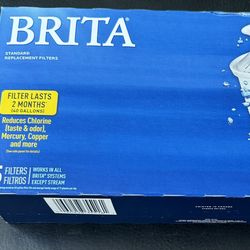 BRITA
STANDARD
REPLACEMENT FILTERS
FILTER LASTS
2 MONTHS*
(40 GALLONS)
Reduces Chlorine
(taste & odor),
Mercury, Copper
and more
5 FILTERS
FILTROS
WORKS IN ALL
BRITA® SYSTEMS
EXCEPT STREAM